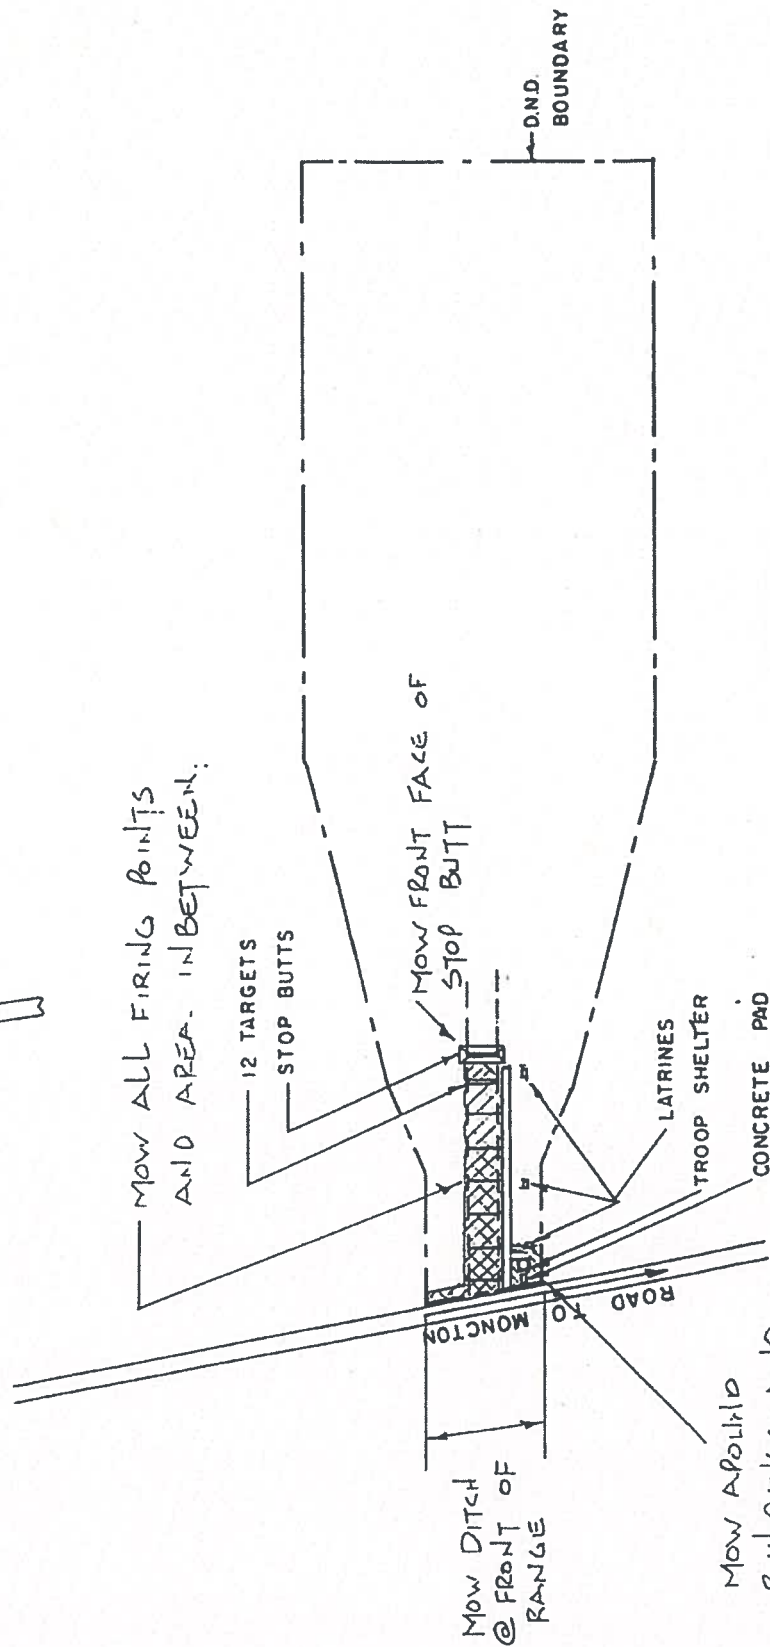 MOW ALL FIRING POINTS
AND AREA. INBETWEEN.
12 TARGETS
STOP BUTTS
MOW FRONT FACE OF
STOP BUTT
D.N.D.
BOUNDARY
LATRINES
TROOP SHELTER
CONCRETE PAD
ROAD TO MONCTON
MOW DITCH
@ FRONT OF
RANGE
MOW AROUND